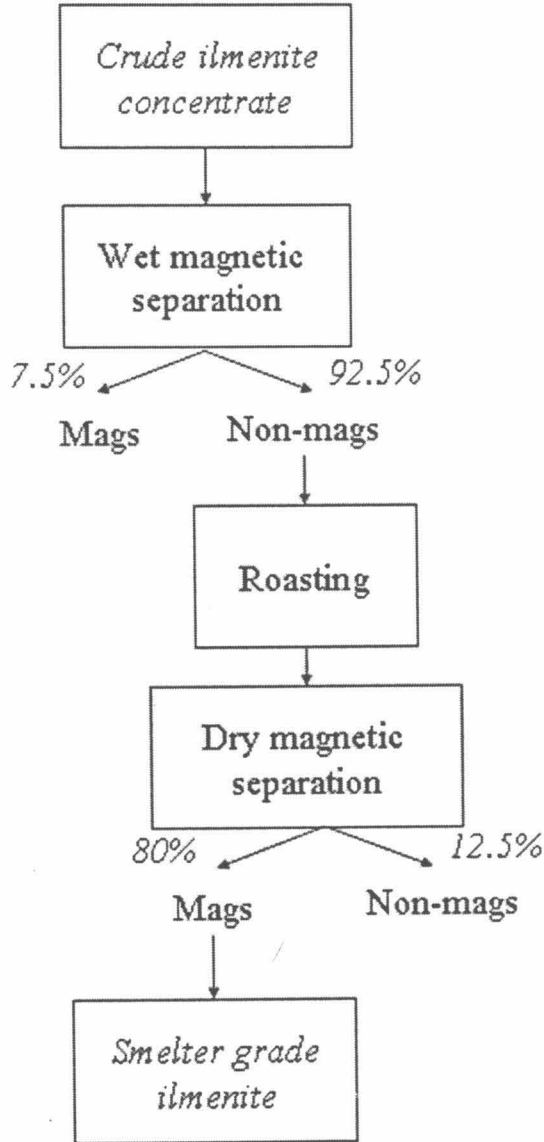 Crude ilmenite
concentrate
Wet magnetic
separation
7.5%
92.5%
Mags
Non-mags
Roasting
Dry magnetic
separation
80%
12.5%
Mags
Non-mags
Smelter grade
ilmenite